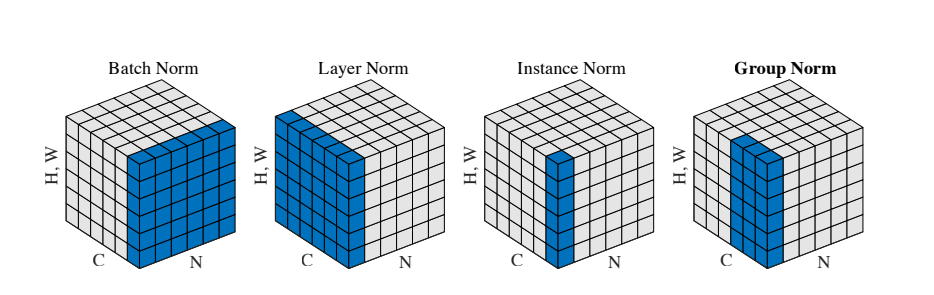 Batch Norm
H, W
C
N
Layer Norm
H, W
C
N
Instance Norm
H, W
C
N
Group Norm
H, W
C
N